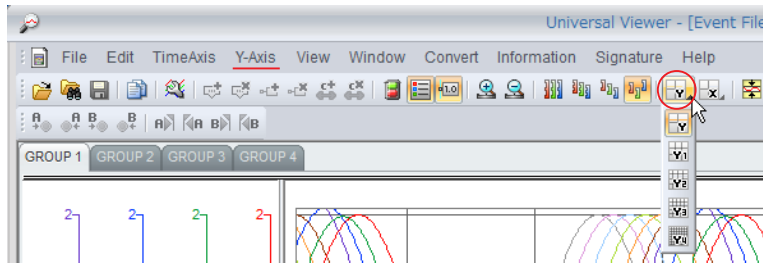 Universal Viewer - [Event File
File Edit TimeAxis Y-Axis View Window Convert Information Signature Help
1.0 Y X
A A B B A A B B
Y
GROUP 1 GROUP 2 GROUP 3 GROUP 4
Y1
Y2
2 2 2 2
Y3
Y4